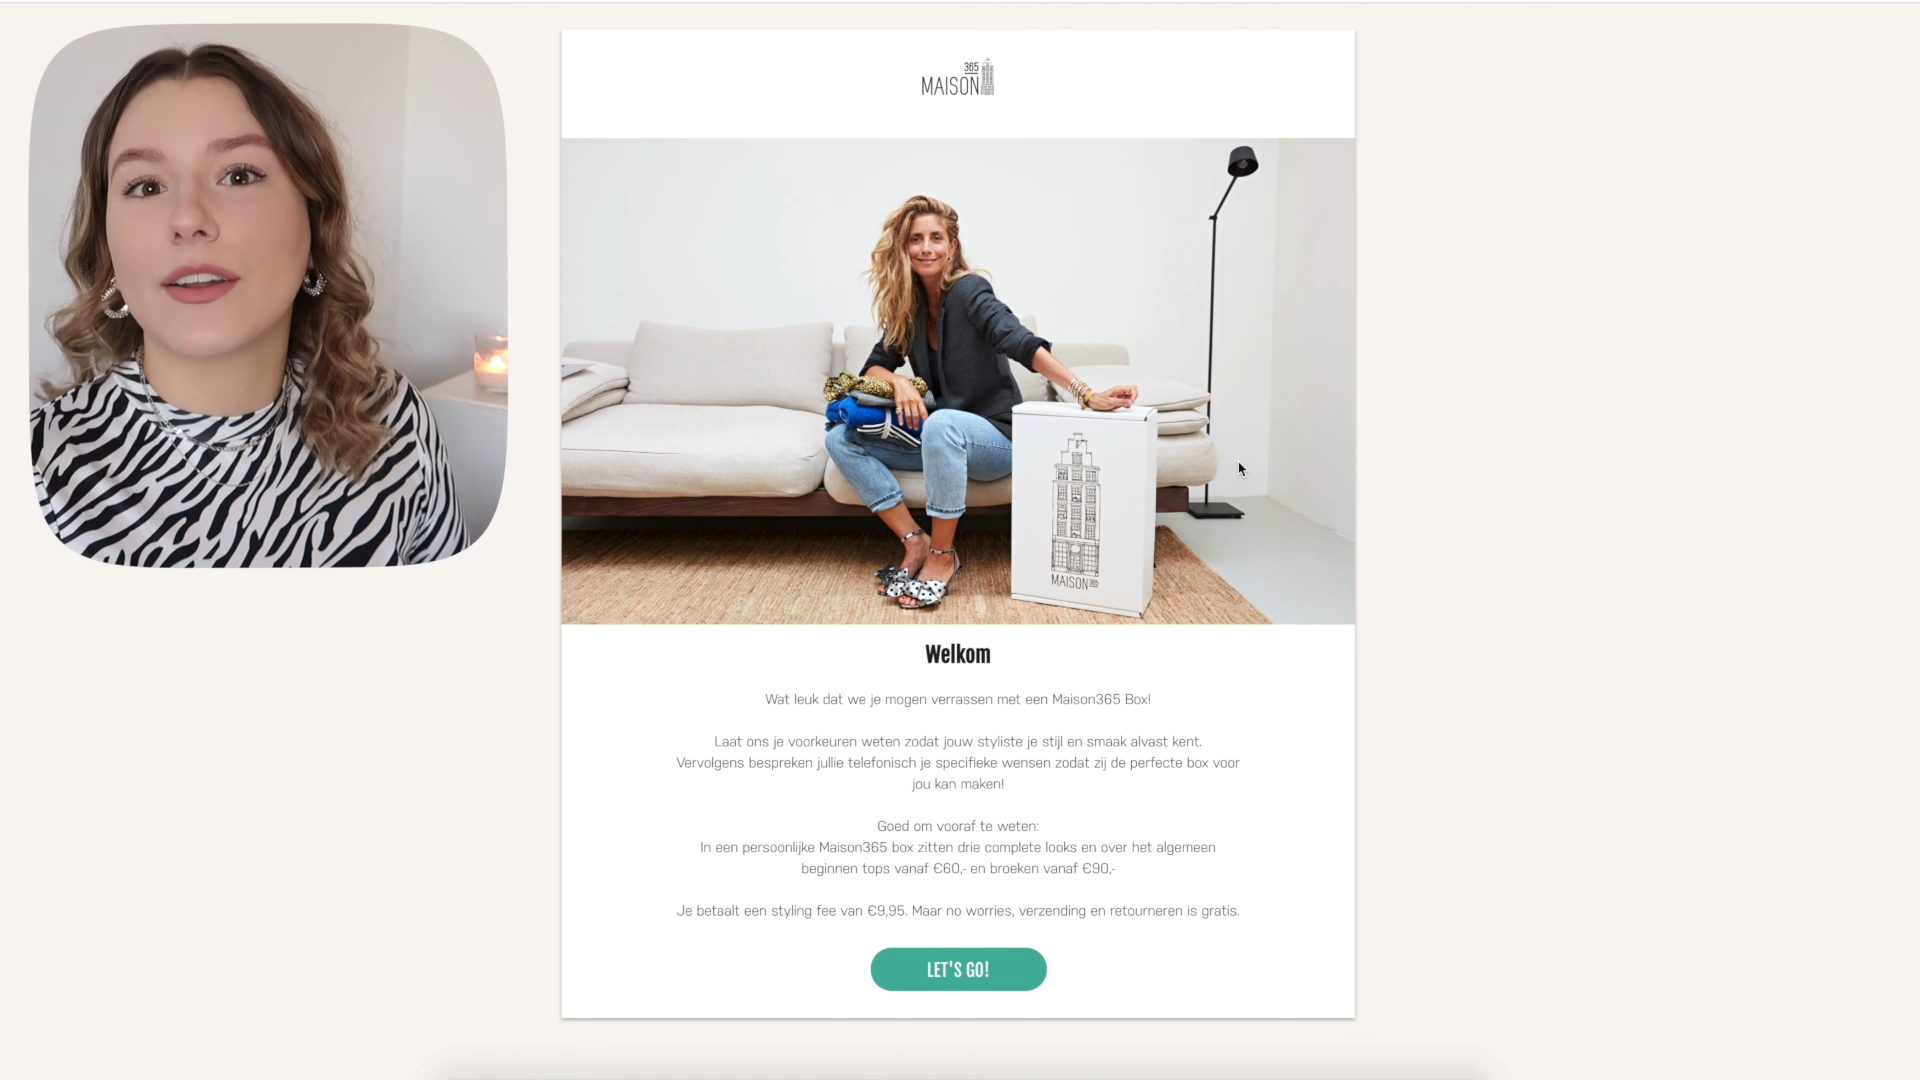 365
MAISON
MAISON 365
Welkom
Wat leuk dat we je mogen verrassen met een Maison365 Box!
Laat ons je voorkeuren weten zodat jouw styliste je stijl en smaak alvast kent.
Vervolgens bespreken jullie telefonisch je specifieke wensen zodat zij de perfecte box voor
jou kan maken!
Goed om vooraf te weten:
In een persoonlijke Maison365 box zitten drie complete looks en over het algemeen
beginnen tops vanaf €60,- en broeken vanaf €90,-
Je betaalt een styling fee van €9,95. Maar no worries, verzending en retourneren is gratis.
LET'S GO!